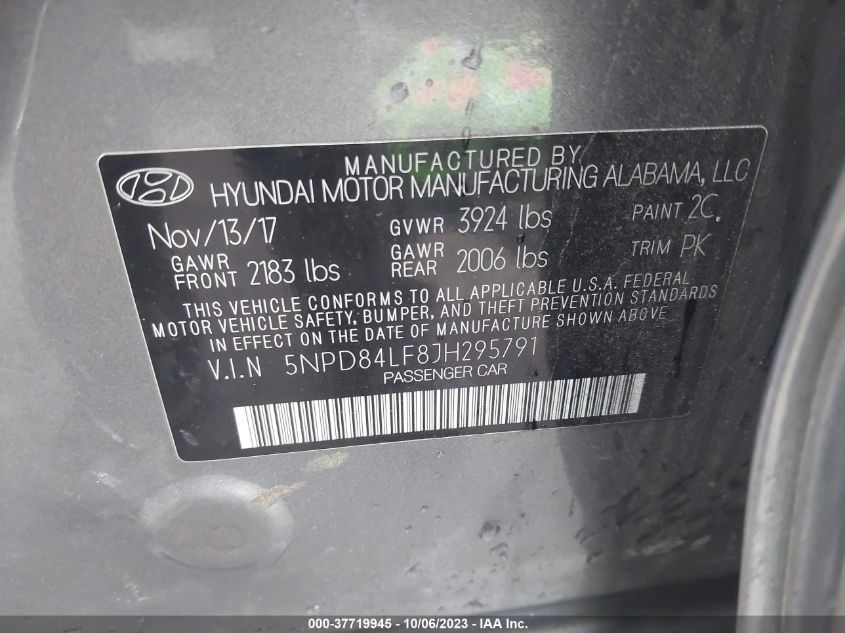 MANUFACTURED BY
HYUNDAI MOTOR MANUFACTURING ALABAMA, LLC
Nov/13/17 GVWR 3924 lbs PAINT 2C
GAWR FRONT 2183 lbs GAWR REAR 2006 lbs TRIM PK
THIS VEHICLE CONFORMS TO ALL APPLICABLE U.S.A. FEDERAL
MOTOR VEHICLE SAFETY, BUMPER, AND THEFT PREVENTION STANDARDS
IN EFFECT ON THE DATE OF MANUFACTURE SHOWN ABOVE
V.I.N 5NPD84LF8JH295791
PASSENGER CAR
000-37719945 - 10/06/2023 - IAA Inc.